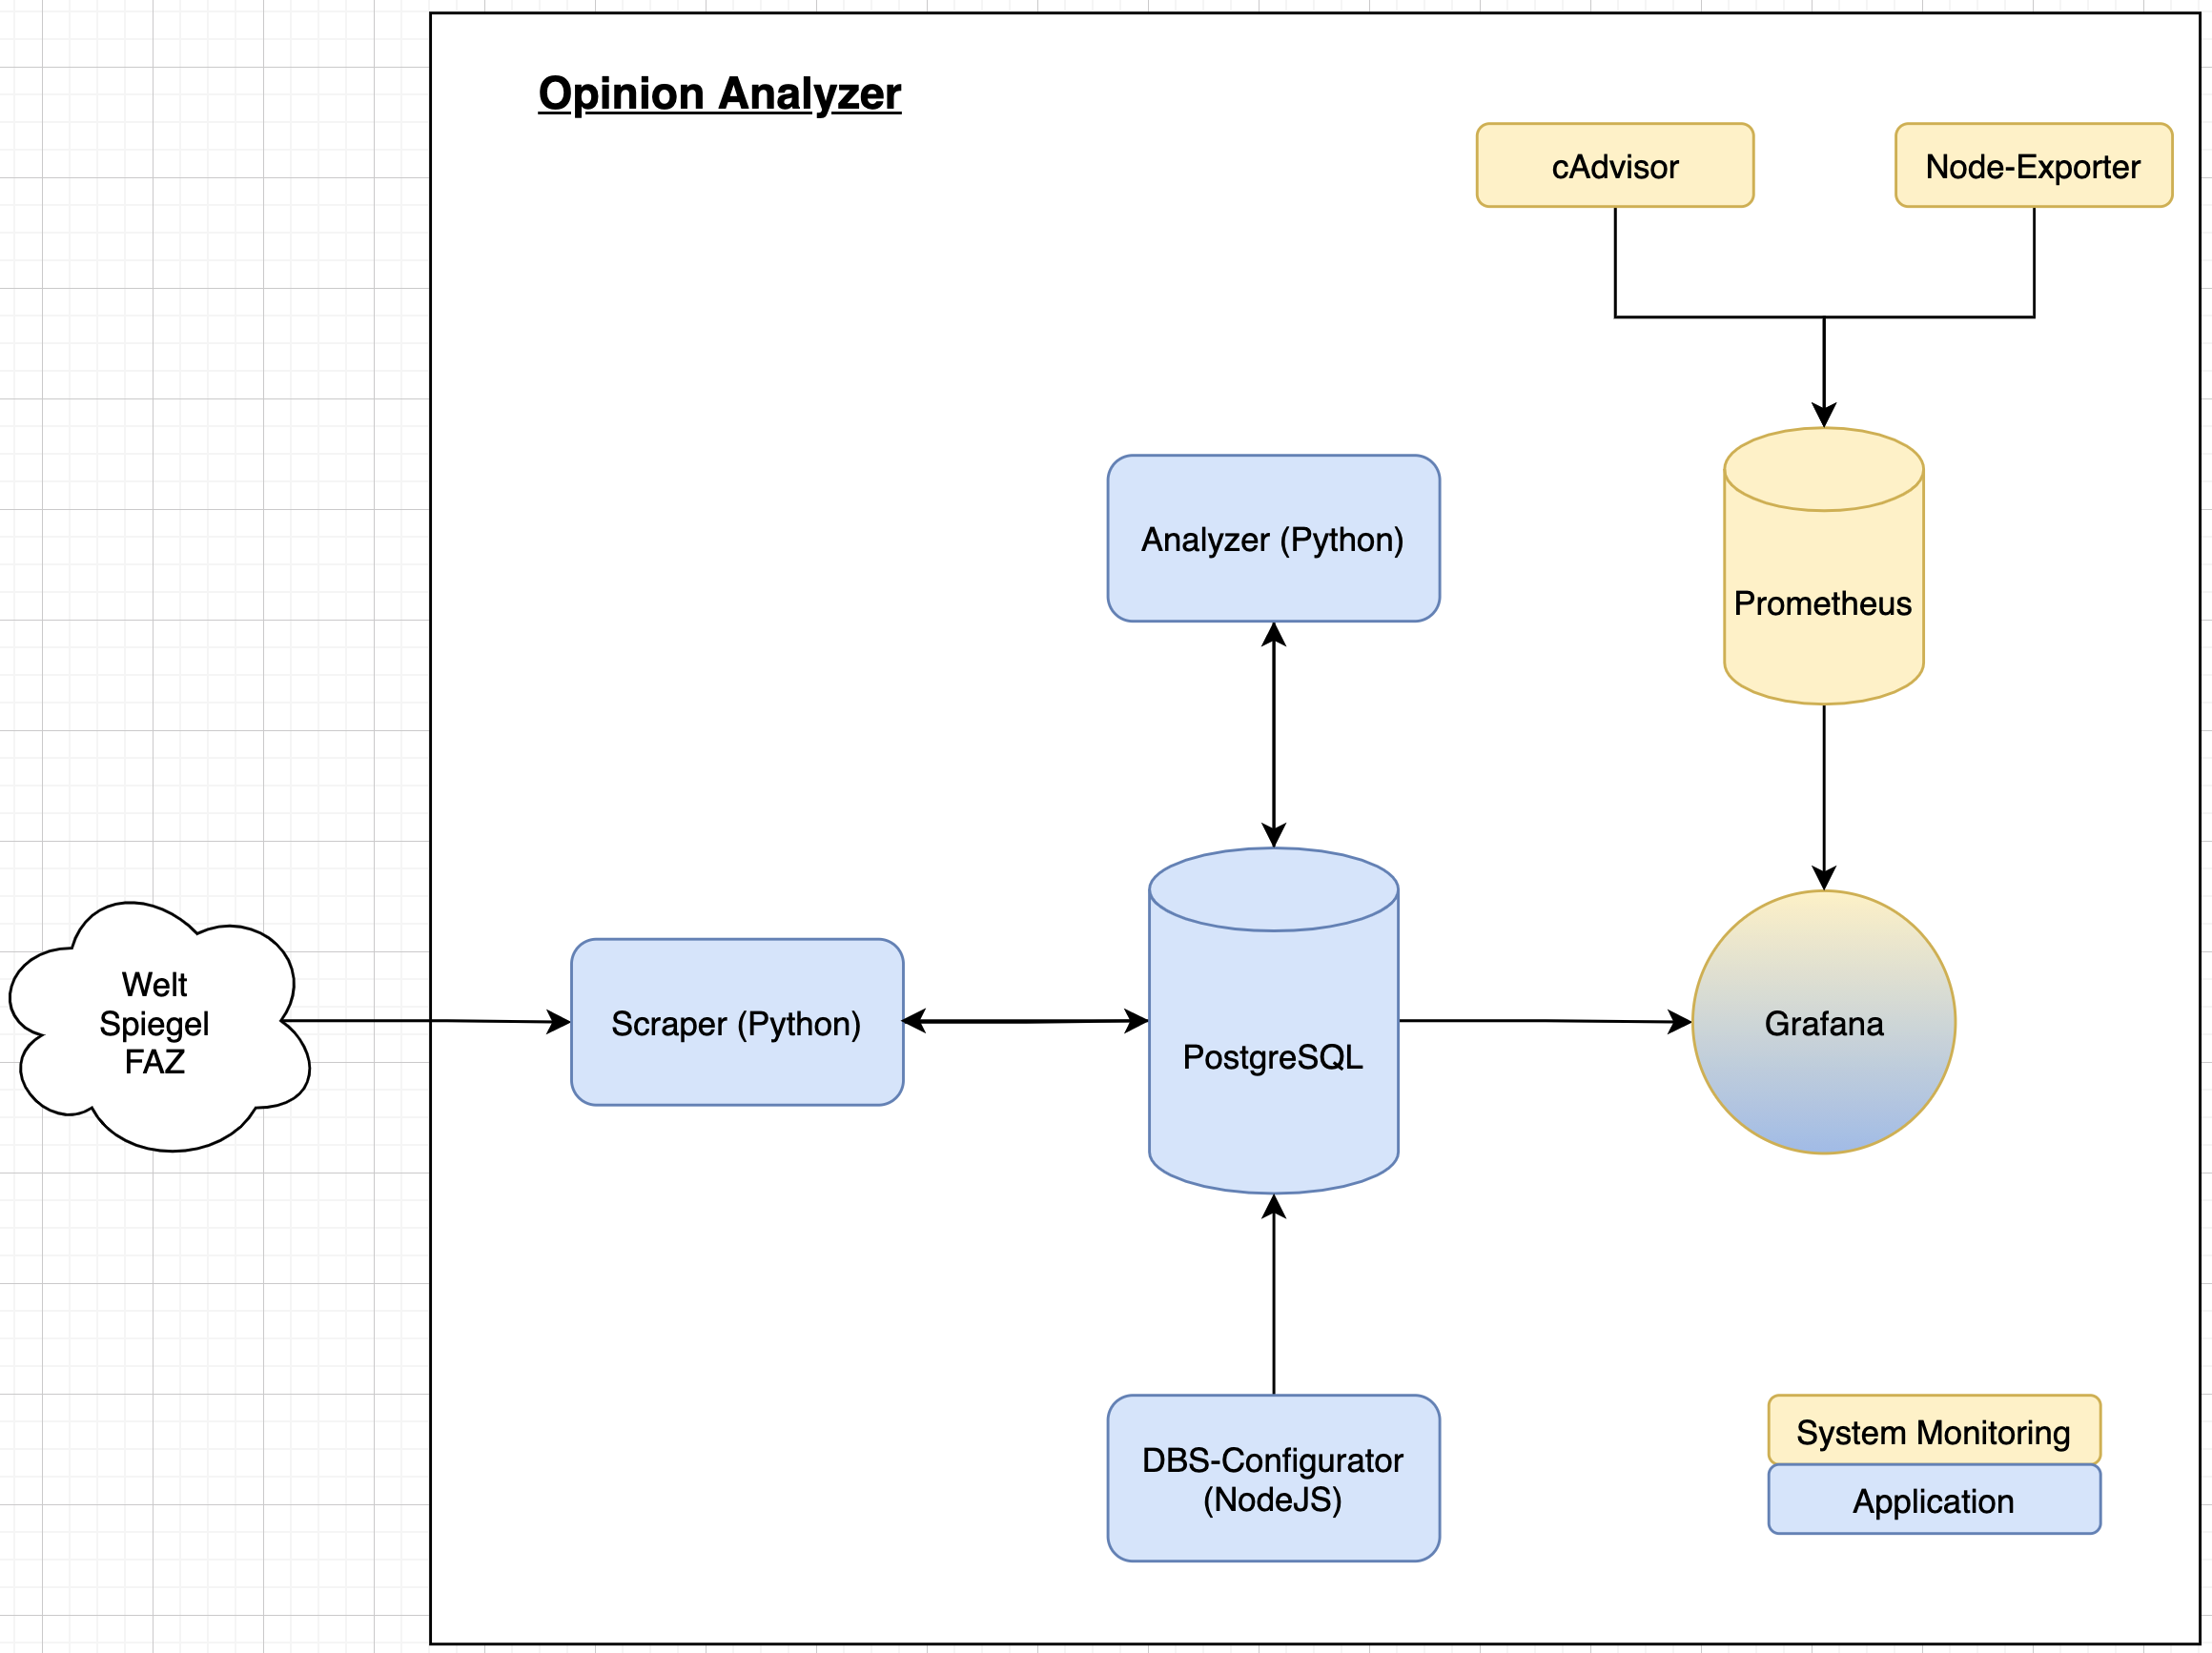 Opinion Analyzer
cAdvisor
Node-Exporter
Analyzer (Python)
Prometheus
Welt
Spiegel
FAZ
Scraper (Python)
PostgreSQL
Grafana
DBS-Configurator
(NodeJS)
System Monitoring
Application